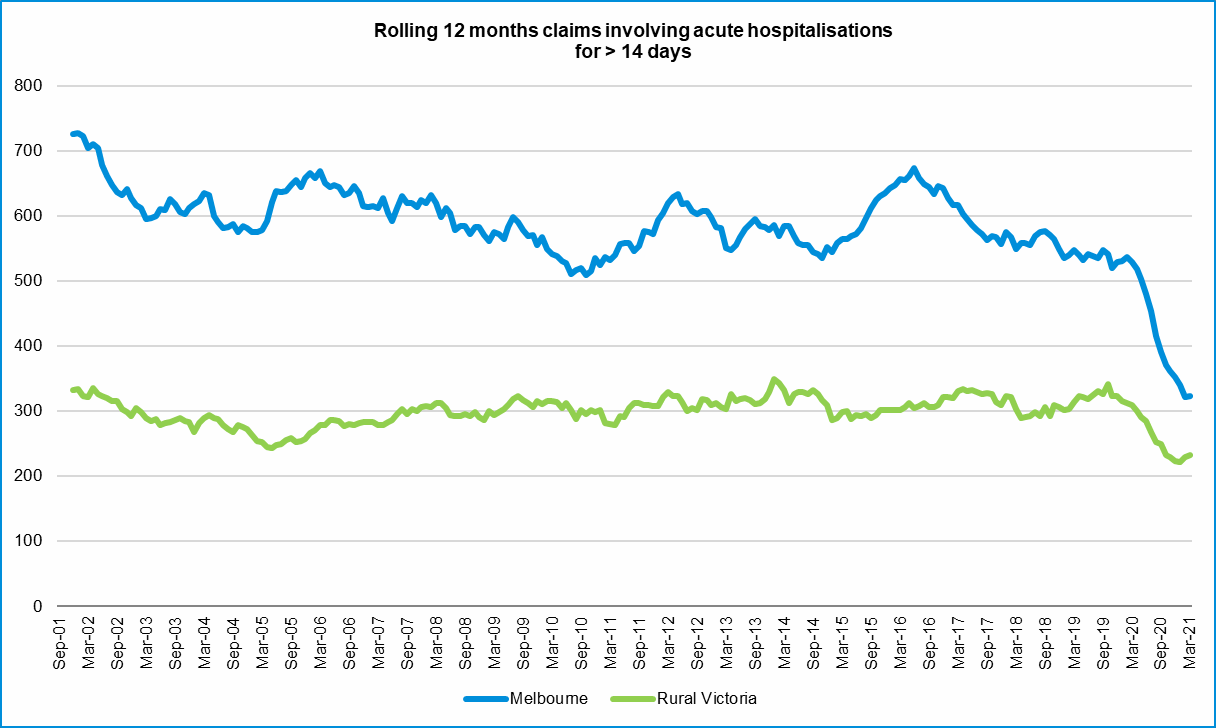 Rolling 12 months claims involving acute hospitalisations
for > 14 days
800
700
600
500
400
300
200
100
0
Sep-01
Mar-02
Sep-02
Mar-03
Sep-03
Mar-04
Sep-04
Mar-05
Sep-05
Mar-06
Sep-06
Mar-07
Sep-07
Mar-08
Sep-08
Mar-09
Sep-09
Mar-10
Sep-10
Mar-11
Sep-11
Mar-12
Sep-12
Mar-13
Sep-13
Mar-14
Sep-14
Mar-15
Sep-15
Mar-16
Sep-16
Mar-17
Sep-17
Mar-18
Sep-18
Mar-19
Sep-19
Mar-20
Sep-20
Mar-21
Melbourne
Rural Victoria